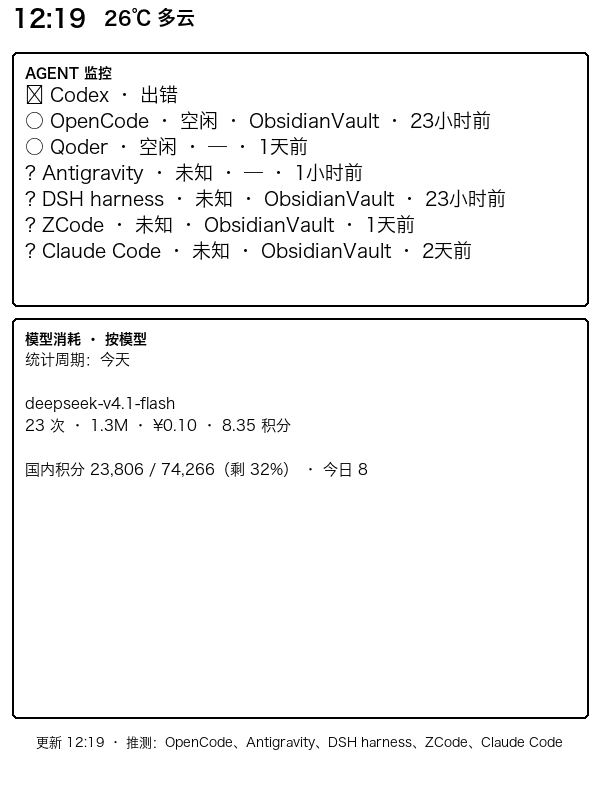 12:19 26℃ 多云
AGENT 监控
☒ Codex · 出错
○ OpenCode · 空闲 · ObsidianVault · 23小时前
○ Qoder · 空闲 · — · 1天前
? Antigravity · 未知 · — · 1小时前
? DSH harness · 未知 · ObsidianVault · 23小时前
? ZCode · 未知 · ObsidianVault · 1天前
? Claude Code · 未知 · ObsidianVault · 2天前
模型消耗 · 按模型
统计周期：今天
deepseek-v4.1-flash
23 次 · 1.3M · ¥0.10 · 8.35 积分
国内积分 23,806 / 74,266（剩 32%） · 今日 8
更新 12:19 · 推测：OpenCode、Antigravity、DSH harness、ZCode、Claude Code